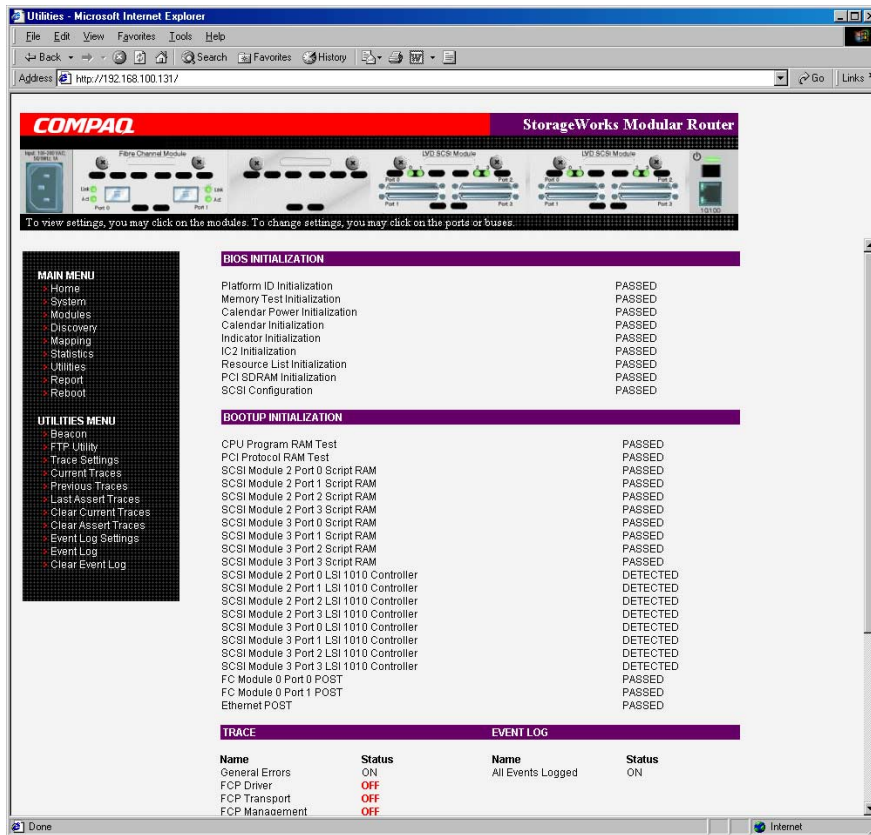 Utilities - Microsoft Internet Explorer
File Edit View Favorites Tools Help
Back Search Favorites History
Address http://192.168.100.131/ Go Links
COMPAQ StorageWorks Modular Router
Fibre Channel Module LVD SCSI Module LVD SCSI Module
Link Link
Act Act
Port 0 Port 1
Port 0 Port 2 Port 0 Port 2
Port 1 Port 3 Port 1 Port 3
10/100
To view settings, you may click on the modules. To change settings, you may click on the ports or buses.
MAIN MENU
Home
System
Modules
Discovery
Mapping
Statistics
Utilities
Report
Reboot
UTILITIES MENU
Beacon
FTP Utility
Trace Settings
Current Traces
Previous Traces
Last Assert Traces
Clear Current Traces
Clear Assert Traces
Event Log Settings
Event Log
Clear Event Log
BIOS INITIALIZATION
Platform ID Initialization PASSED
Memory Test Initialization PASSED
Calendar Power Initialization PASSED
Calendar Initialization PASSED
Indicator Initialization PASSED
IC2 Initialization PASSED
Resource List Initialization PASSED
PCI SDRAM Initialization PASSED
SCSI Configuration PASSED
BOOTUP INITIALIZATION
CPU Program RAM Test PASSED
PCI Protocol RAM Test PASSED
SCSI Module 2 Port 0 Script RAM PASSED
SCSI Module 2 Port 1 Script RAM PASSED
SCSI Module 2 Port 2 Script RAM PASSED
SCSI Module 2 Port 3 Script RAM PASSED
SCSI Module 3 Port 0 Script RAM PASSED
SCSI Module 3 Port 1 Script RAM PASSED
SCSI Module 3 Port 2 Script RAM PASSED
SCSI Module 3 Port 3 Script RAM PASSED
SCSI Module 2 Port 0 LSI 1010 Controller DETECTED
SCSI Module 2 Port 1 LSI 1010 Controller DETECTED
SCSI Module 2 Port 2 LSI 1010 Controller DETECTED
SCSI Module 2 Port 3 LSI 1010 Controller DETECTED
SCSI Module 3 Port 0 LSI 1010 Controller DETECTED
SCSI Module 3 Port 1 LSI 1010 Controller DETECTED
SCSI Module 3 Port 2 LSI 1010 Controller DETECTED
SCSI Module 3 Port 3 LSI 1010 Controller DETECTED
FC Module 0 Port 0 POST PASSED
FC Module 0 Port 1 POST PASSED
Ethernet POST PASSED
TRACE EVENT LOG
Name Status Name Status
General Errors ON All Events Logged ON
FCP Driver OFF
FCP Transport OFF
FCP Management OFF
Done Internet